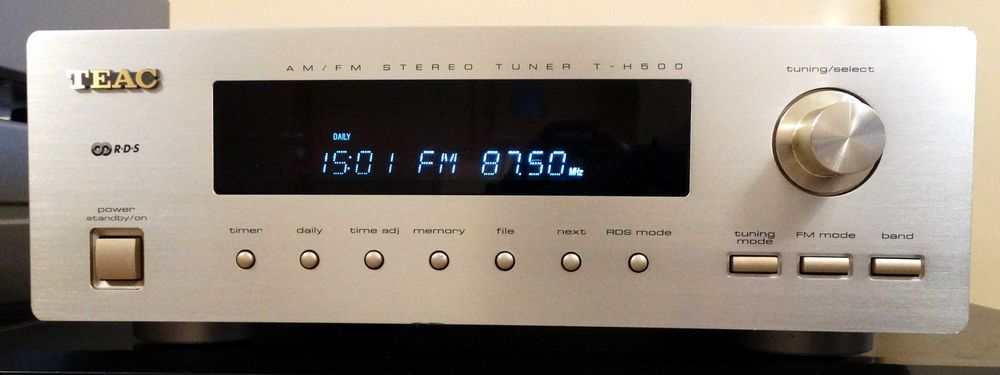 TEAC
AM/FM STEREO TUNER T-H500
tuning/select
R·D·S
DAILY
15:01 FM 87.50 MHz
power
standby/on
timer
daily
time adj
memory
file
next
RDS mode
tuning
mode
FM mode
band